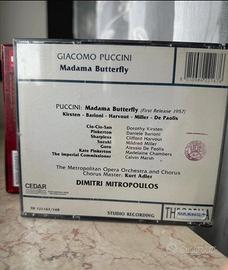 GIACOMO PUCCINI
Madama Butterfly
PUCCINI: Madama Butterfly (First Release 1957)
Kirsten - Barioni - Harvout - Miller - De Paolis
Cio-Cio-San Dorothy Kirsten
Pinkerton Daniele Barioni
Sharpless Clifford Harvout
Suzuki Mildred Miller
Goro Alessio De Paolis
Kate Pinkerton Madelaine Chambers
The Imperial Commissioner Calvin Marsh
The Metropolitan Opera Orchestra and Chorus
Chorus Master: Kurt Adler
DIMITRI MITROPOULOS
CEDAR
STUDIO RECORDING